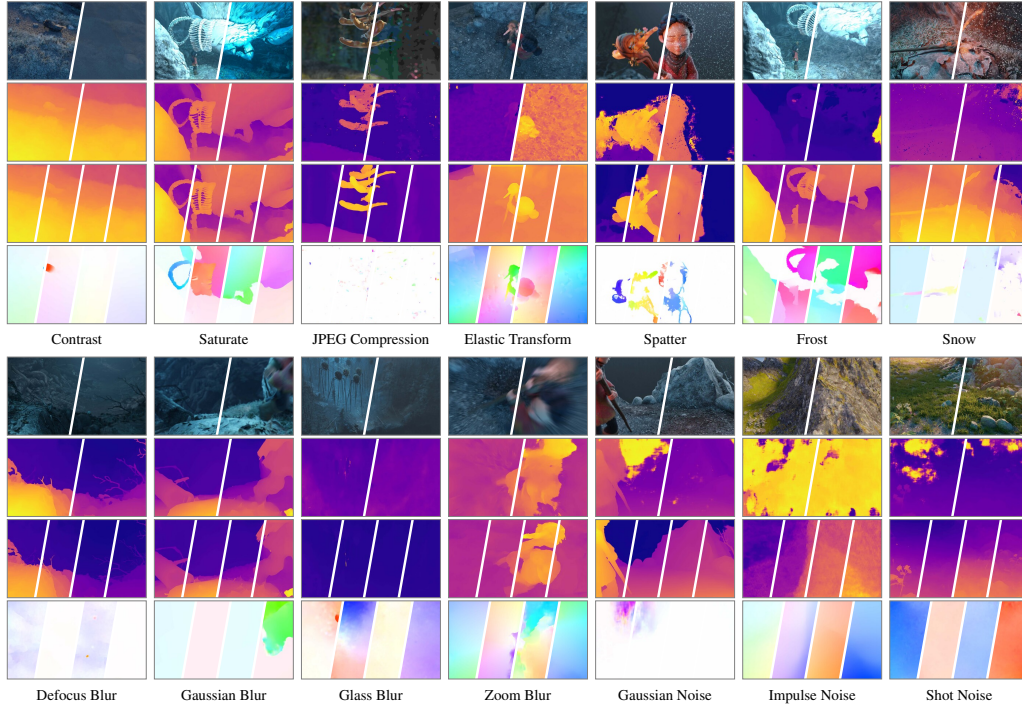 Contrast
Saturate
JPEG Compression
Elastic Transform
Spatter
Frost
Snow
Defocus Blur
Gaussian Blur
Glass Blur
Zoom Blur
Gaussian Noise
Impulse Noise
Shot Noise